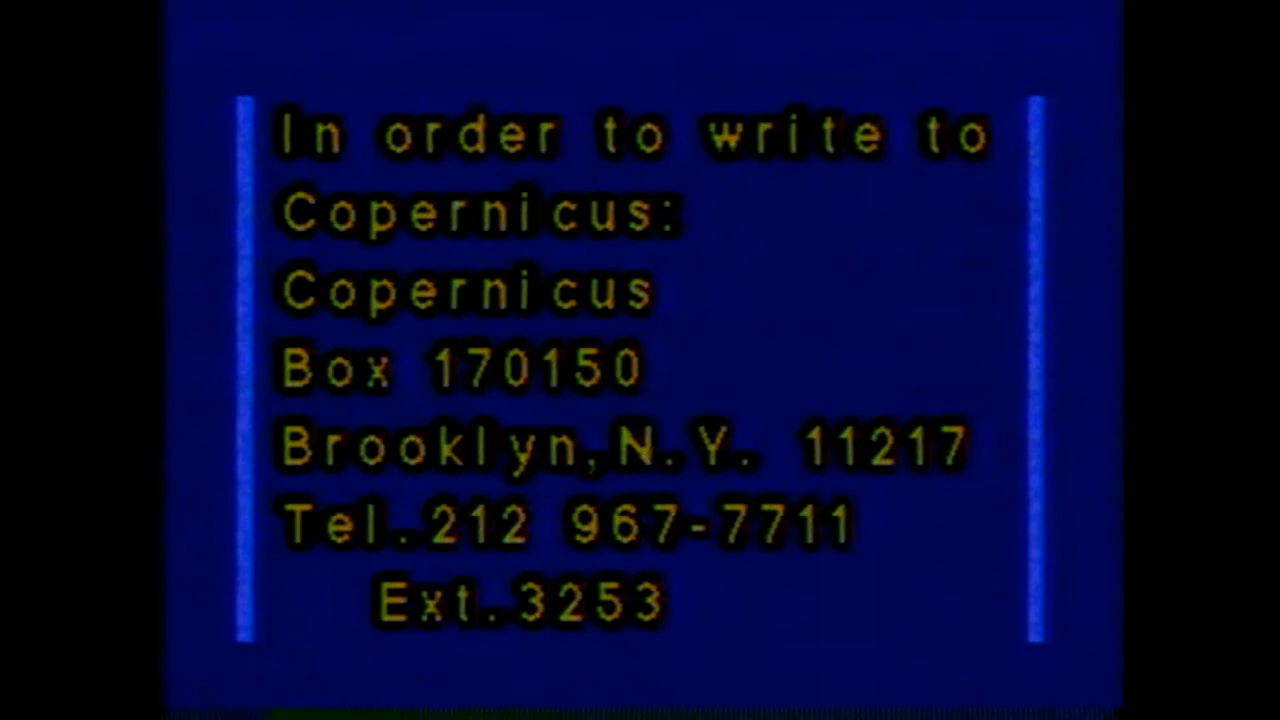 In order to write to
Copernicus:
Copernicus
Box 170150
Brooklyn,N.Y. 11217
Tel.212 967-7711
Ext.3253